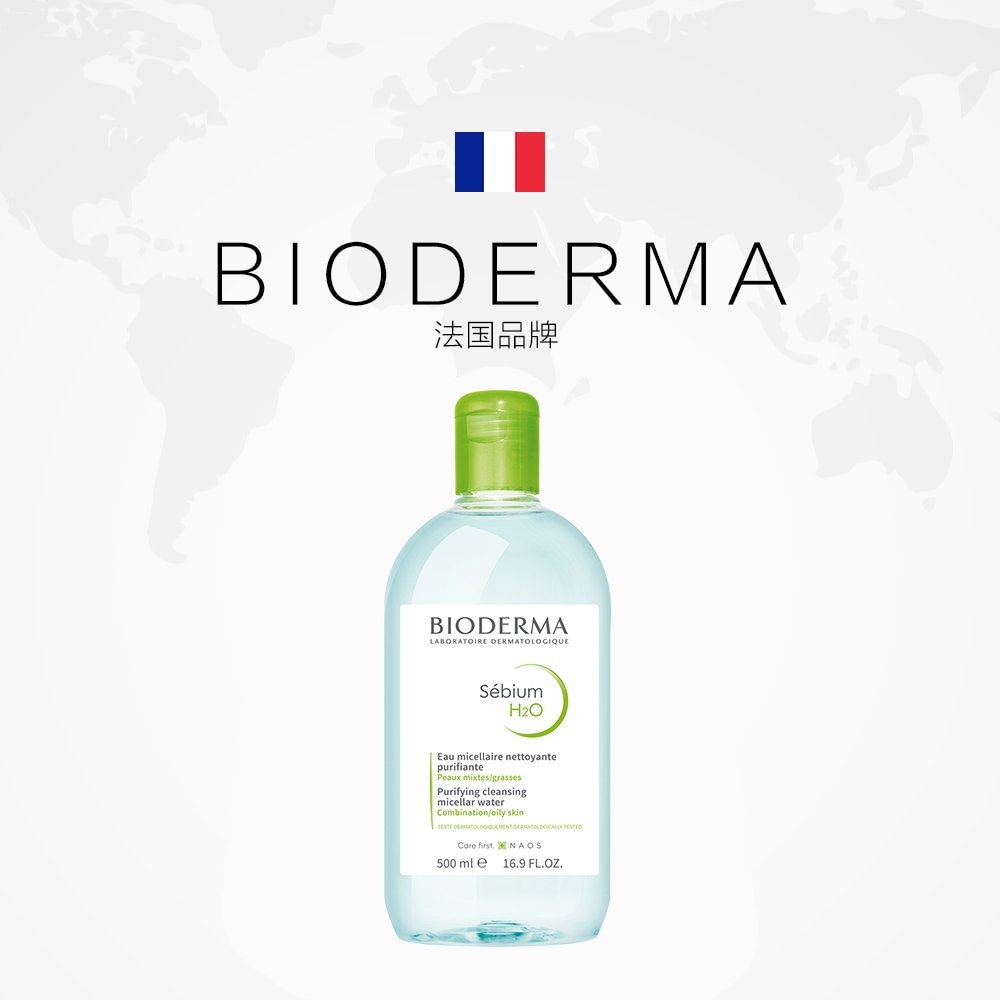 BIODERMA
法国品牌
BIODERMA
LABORATOIRE DERMATOLOGIQUE
Sébium
H2O
Eau micellaire nettoyante
purifiante
Peaux mixtes/grasses
Purifying cleansing
micellar water
Combination/oily skin
TESTÉ DERMATOLOGIQUEMENT/DERMATOLOGICALLY TESTED
Care first. NAOS
500 ml ℮ 16.9 FL.OZ.